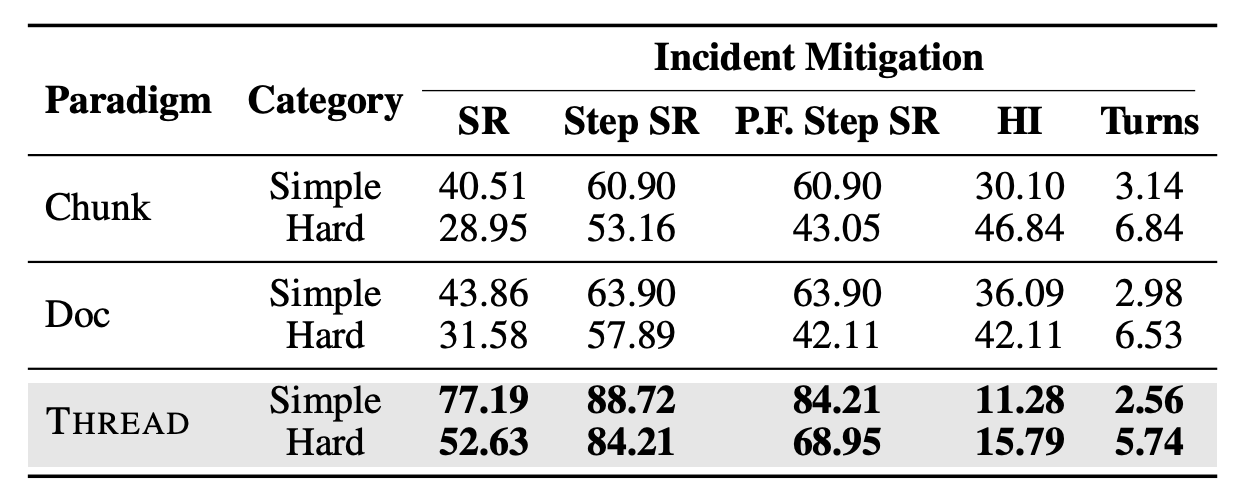 Incident Mitigation
Paradigm Category SR Step SR P.F. Step SR HI Turns
Chunk Simple 40.51 60.90 60.90 30.10 3.14
Hard 28.95 53.16 43.05 46.84 6.84
Doc Simple 43.86 63.90 63.90 36.09 2.98
Hard 31.58 57.89 42.11 42.11 6.53
THREAD Simple 77.19 88.72 84.21 11.28 2.56
Hard 52.63 84.21 68.95 15.79 5.74